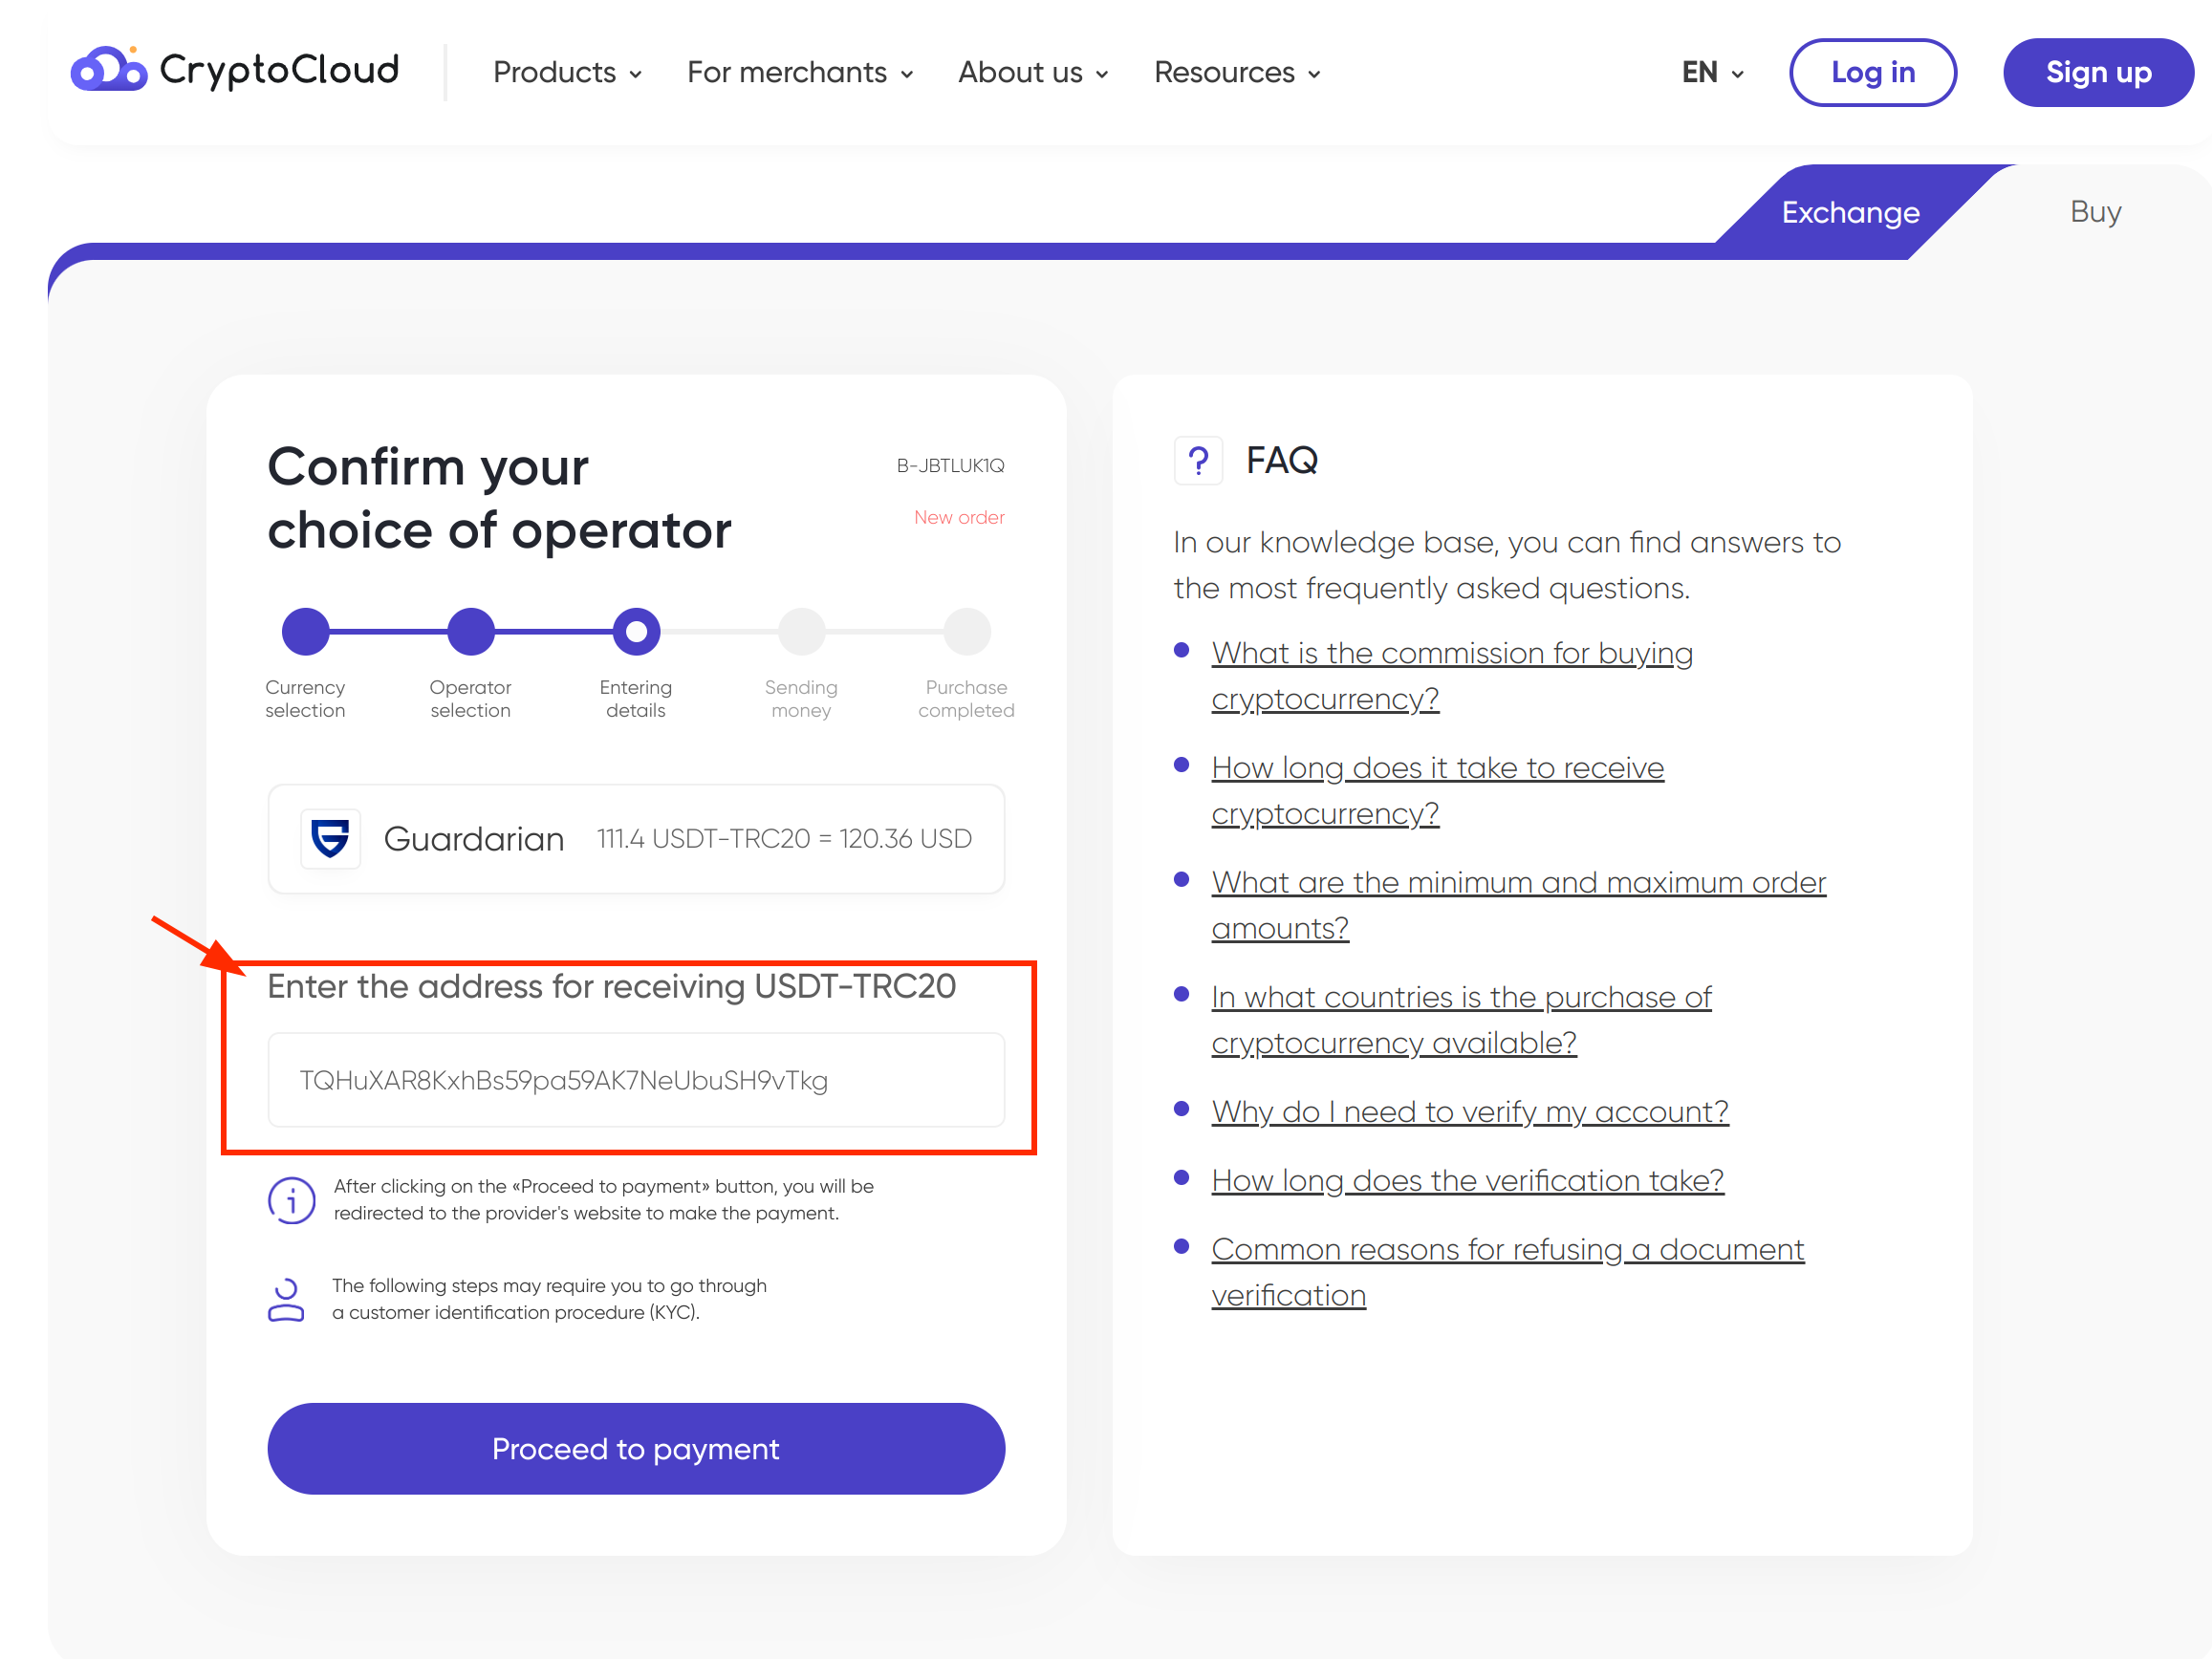 CryptoCloud
Products
For merchants
About us
Resources
EN
Log in
Sign up
Exchange
Buy
Confirm your
choice of operator
B-JBTLUK1Q
New order
Currency
selection
Operator
selection
Entering
details
Sending
money
Purchase
completed
Guardarian
111.4 USDT-TRC20 = 120.36 USD
Enter the address for receiving USDT-TRC20
TQHuXAR8KxhBs59pa59AK7NeUbuSH9vTkg
After clicking on the «Proceed to payment» button, you will be
redirected to the provider's website to make the payment.
The following steps may require you to go through
a customer identification procedure (KYC).
Proceed to payment
? FAQ
In our knowledge base, you can find answers to
the most frequently asked questions.
What is the commission for buying
cryptocurrency?
How long does it take to receive
cryptocurrency?
What are the minimum and maximum order
amounts?
In what countries is the purchase of
cryptocurrency available?
Why do I need to verify my account?
How long does the verification take?
Common reasons for refusing a document
verification